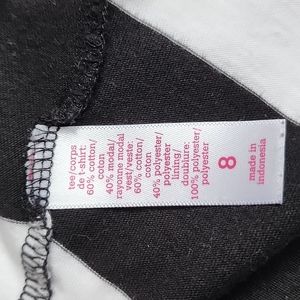 tee/corps
de t-shirt:
60% cotton/
coton
40% modal/
rayonne modal
vest/veste:
60% cotton/
coton
40% polyester/
polyester
lining/
doublure:
100% polyester/
polyester
8
made in
indonesia